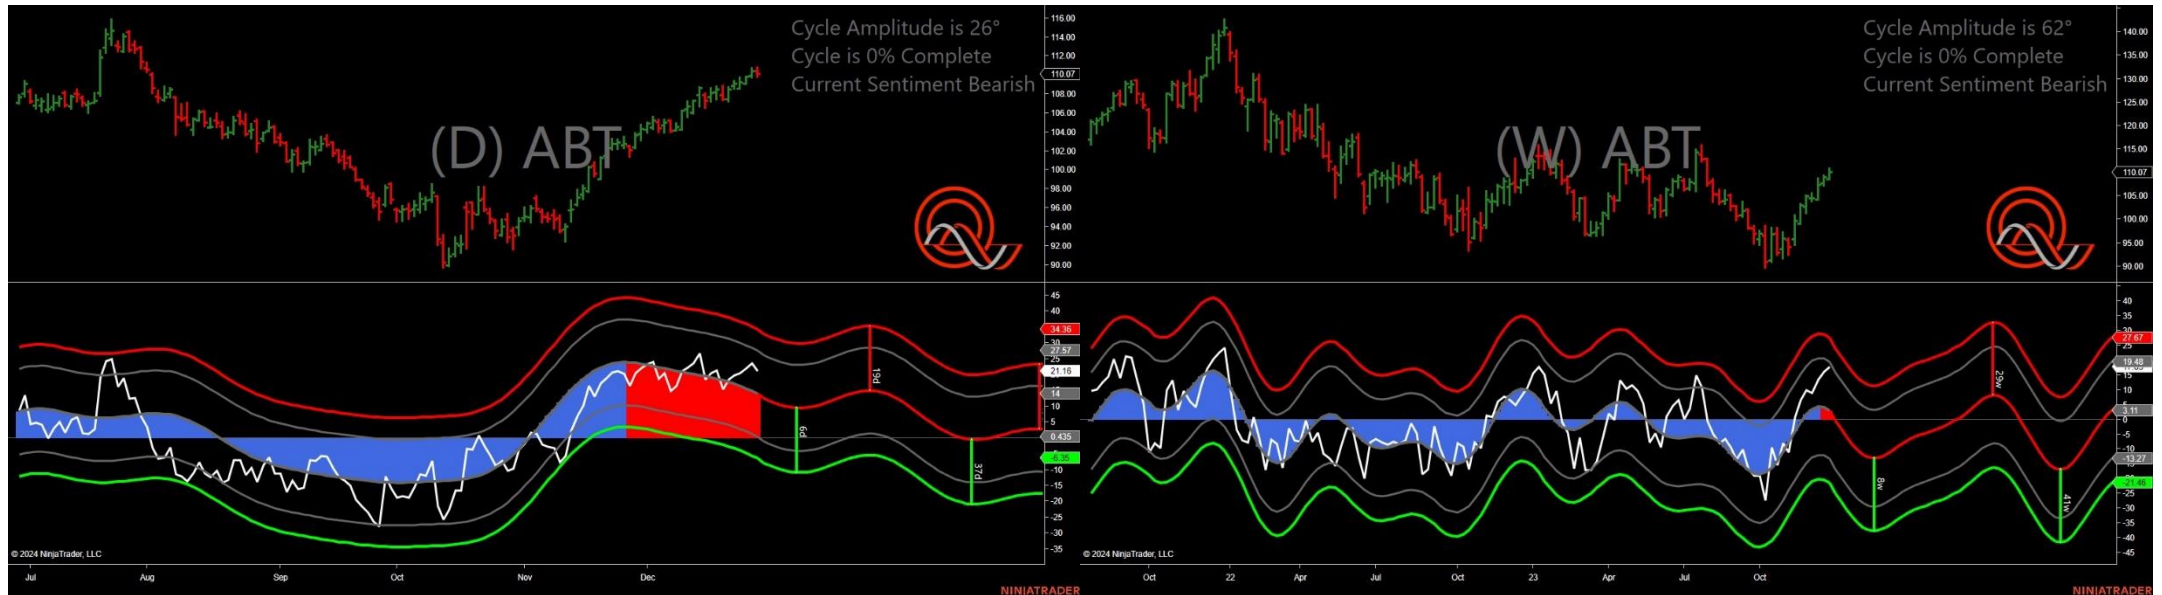 Cycle Amplitude is 26°
Cycle is 0% Complete
Current Sentiment Bearish
(D) ABT
116.00
114.00
112.00
110.07
108.00
106.00
104.00
102.00
100.00
98.00
96.00
94.00
92.00
90.00
45
40
34.36
27.57
25
21.16
14
10
5
0.435
-6.35
-10
-15
-20
-25
-30
-35
19d
6d
37d
© 2024 NinjaTrader, LLC
Jul
Aug
Sep
Oct
Nov
Dec
NINJATRADER
Cycle Amplitude is 62°
Cycle is 0% Complete
Current Sentiment Bearish
(W) ABT
140.00
135.00
130.00
125.00
120.00
115.00
110.07
105.00
100.00
95.00
90.00
40
35
30
27.67
25
19.48
15
10
3.11
0
-5
-10
-13.27
-21.46
-25
-30
-35
-40
-45
29w
8w
41w
© 2024 NinjaTrader, LLC
Oct
22
Apr
Jul
Oct
23
Apr
Jul
Oct
NINJATRADER